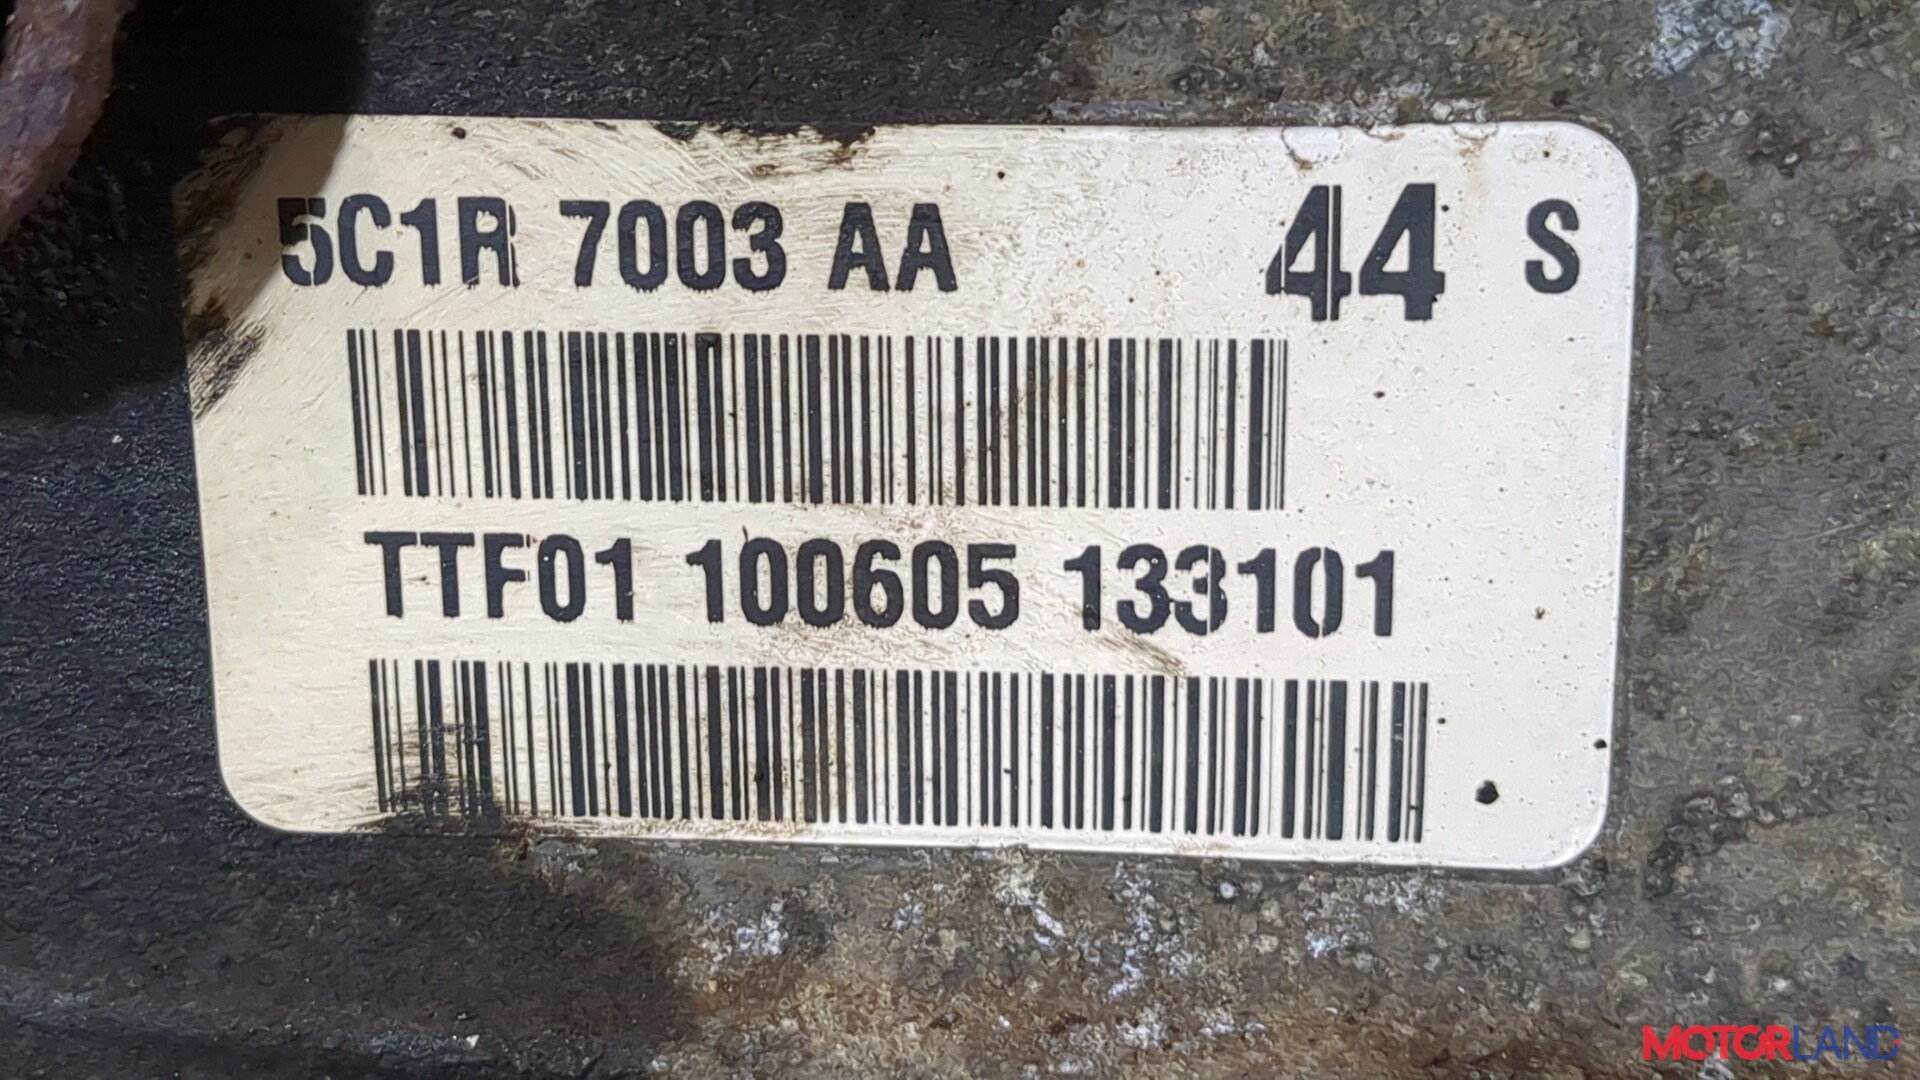 5C1R 7003 AA 44 S
TTF01 100605 133101
MOTORLAND